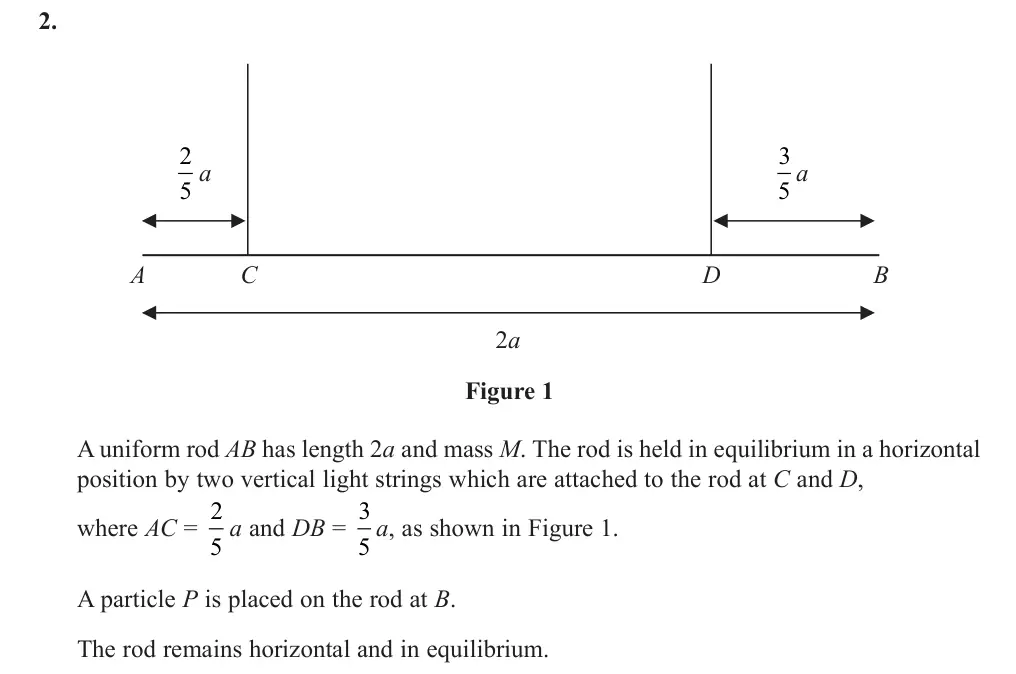 2.
2/5 a
3/5 a
A C D B
2a
Figure 1
A uniform rod AB has length 2a and mass M. The rod is held in equilibrium in a horizontal
position by two vertical light strings which are attached to the rod at C and D,
where AC = 2/5 a and DB = 3/5 a, as shown in Figure 1.
A particle P is placed on the rod at B.
The rod remains horizontal and in equilibrium.